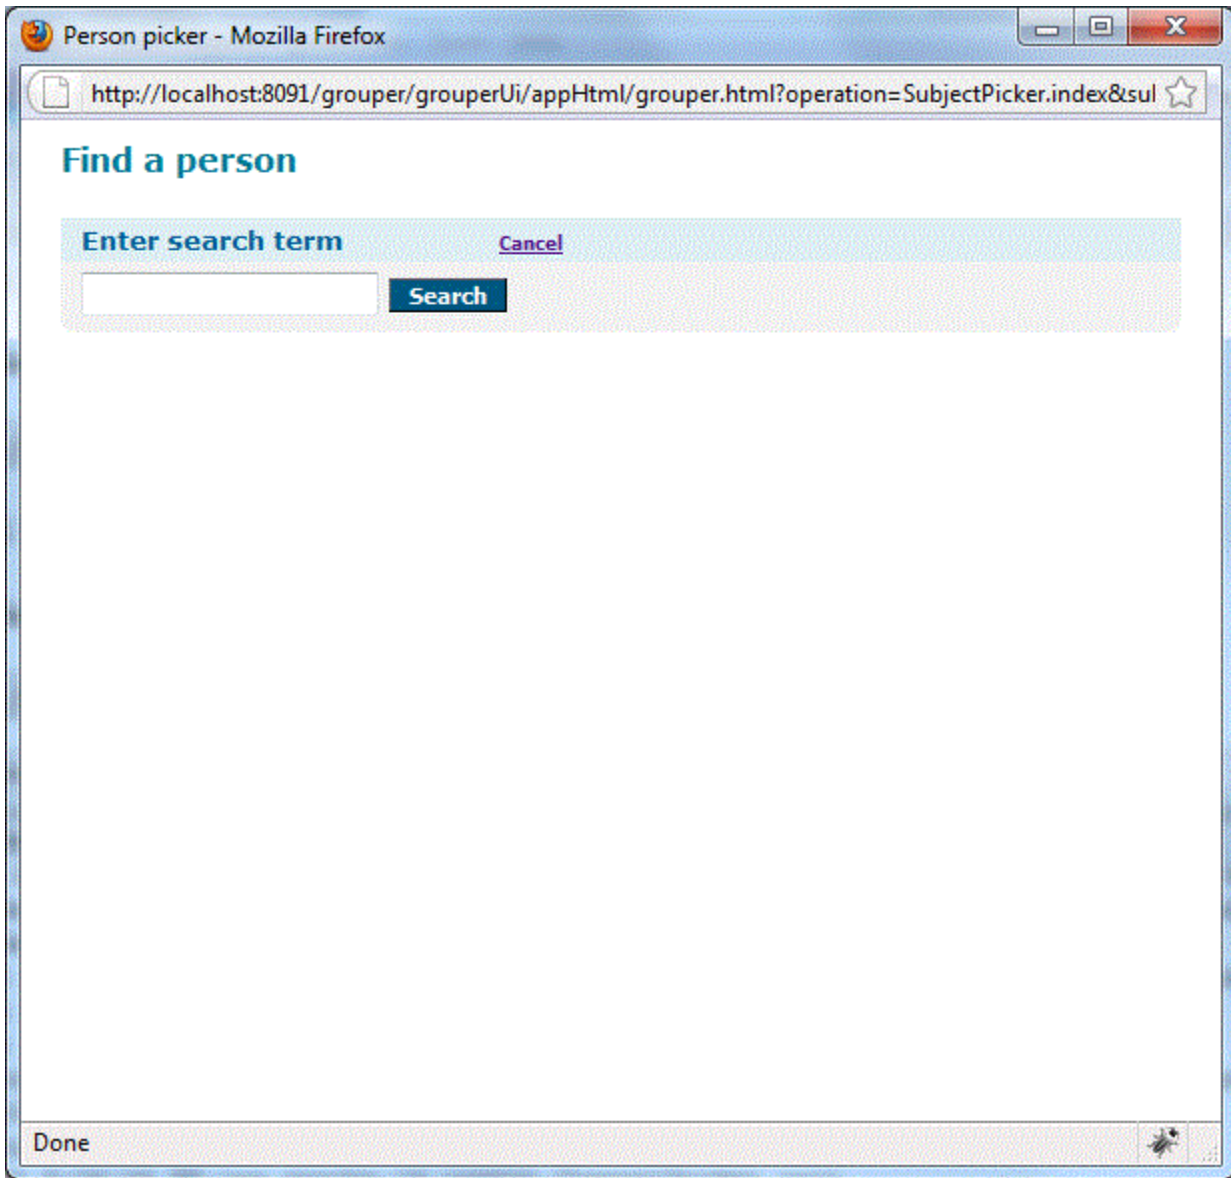 Person picker - Mozilla Firefox
http://localhost:8091/grouper/grouperUi/appHtml/grouper.html?operation=SubjectPicker.index&sul
Find a person
Enter search term Cancel
Search
Done